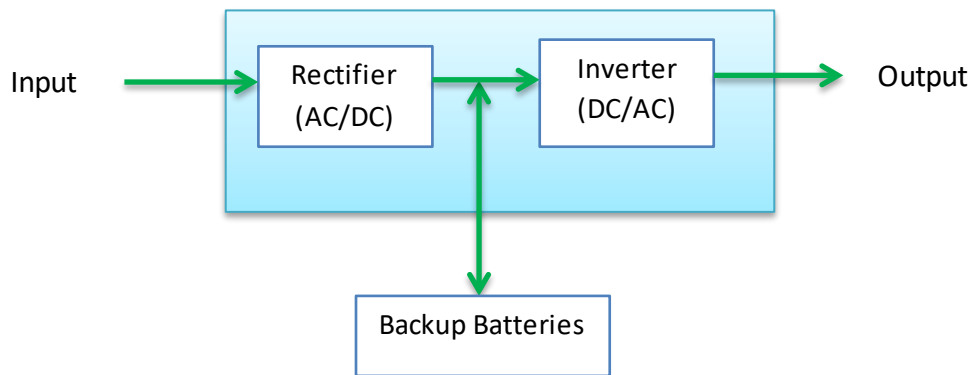 Input
Rectifier
(AC/DC)
Inverter
(DC/AC)
Output
Backup Batteries